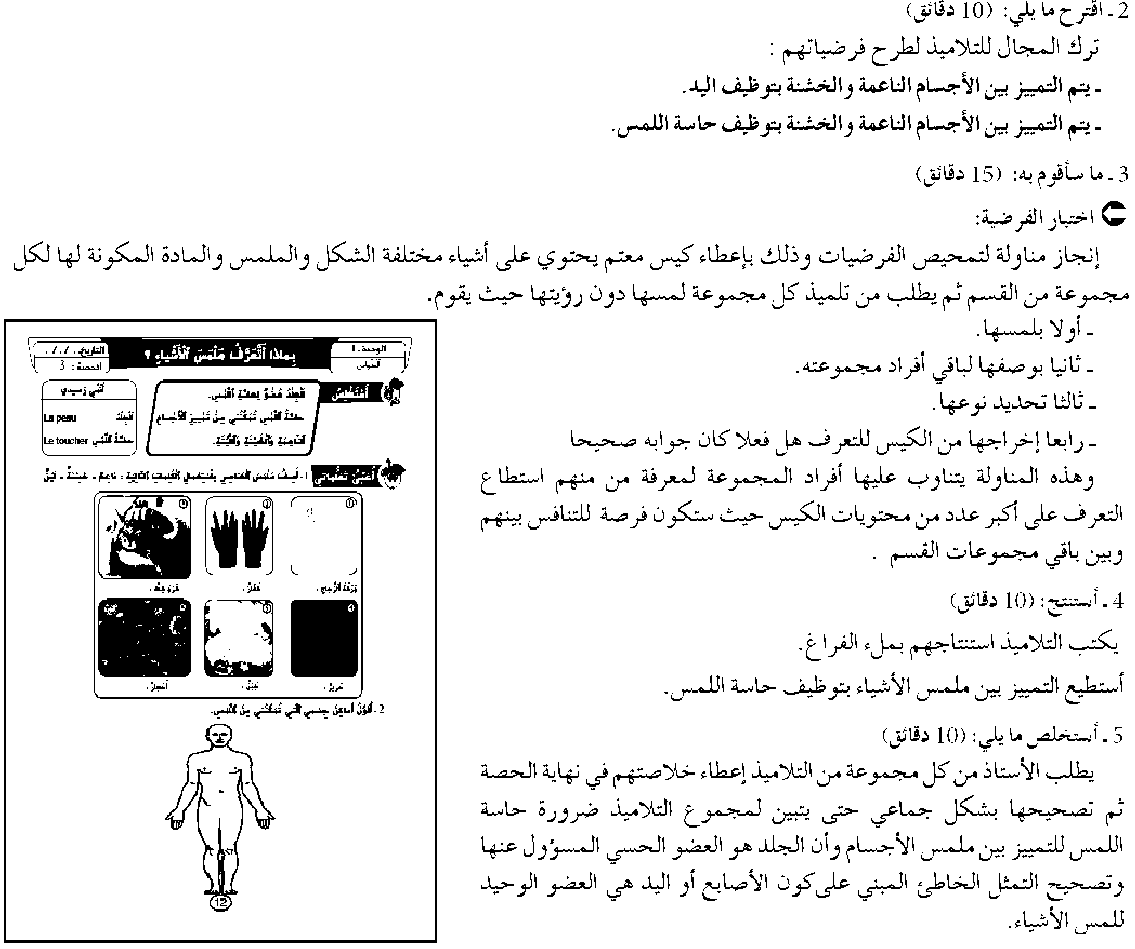 2 ـ اقترح ما يلي: (10 دقائق)
ترك المجال للتلاميذ لطرح فرضياتهم :
ـ يتم التمييز بين الأجسام الناعمة والخشنة بتوظيف اليد.
ـ يتم التمييز بين الأجسام الناعمة والخشنة بتوظيف حاسة اللمس.
3 ـ ما سأقوم به: (15 دقائق)
اختبار الفرضية:
إنجاز مناولة لتمحيص الفرضيات وذلك بإعطاء كيس معتم يحتوي على أشياء مختلفة الشكل والملمس والمادة المكونة لها لكل
مجموعة من القسم ثم يطلب من تلميذ كل مجموعة لمسها دون رؤيتها حيث يقوم.
ـ أولا بلمسها.
ـ ثانيا بوصفها لباقي أفراد مجموعته.
ـ ثالثا تحديد نوعها.
ـ رابعا إخراجها من الكيس للتعرف هل فعلا كان جوابه صحيحا
وهذه المناولة يتناوب عليها أفراد المجموعة لمعرفة من منهم استطاع
التعرف على أكبر عدد من محتويات الكيس حيث ستكون فرصة للتنافس بينهم
وبين باقي مجموعات القسم .
4 ـ أستنتج: (10 دقائق)
يكتب التلاميذ استنتاجهم بملء الفراغ.
أستطيع التمييز بين ملمس الأشياء بتوظيف حاسة اللمس.
5 ـ أستخلص ما يلي: (10 دقائق)
يطلب الأستاذ من كل مجموعة من التلاميذ إعطاء خلاصتهم في نهاية الحصة
ثم تصحيحها بشكل جماعي حتى يتبين لمجموع التلاميذ ضرورة حاسة
اللمس للتمييز بين ملمس الأجسام وأن الجلد هو العضو الحسي المسؤول عنها
وتصحيح التمثل الخاطئ المبني على كون الأصابع أو اليد هي العضو الوحيد
للمس الأشياء.
الوحدة : 1
بماذا أتعرف ملمس الأشياء ؟
التاريخ
الحصة : 3
La peau
Le toucher
12